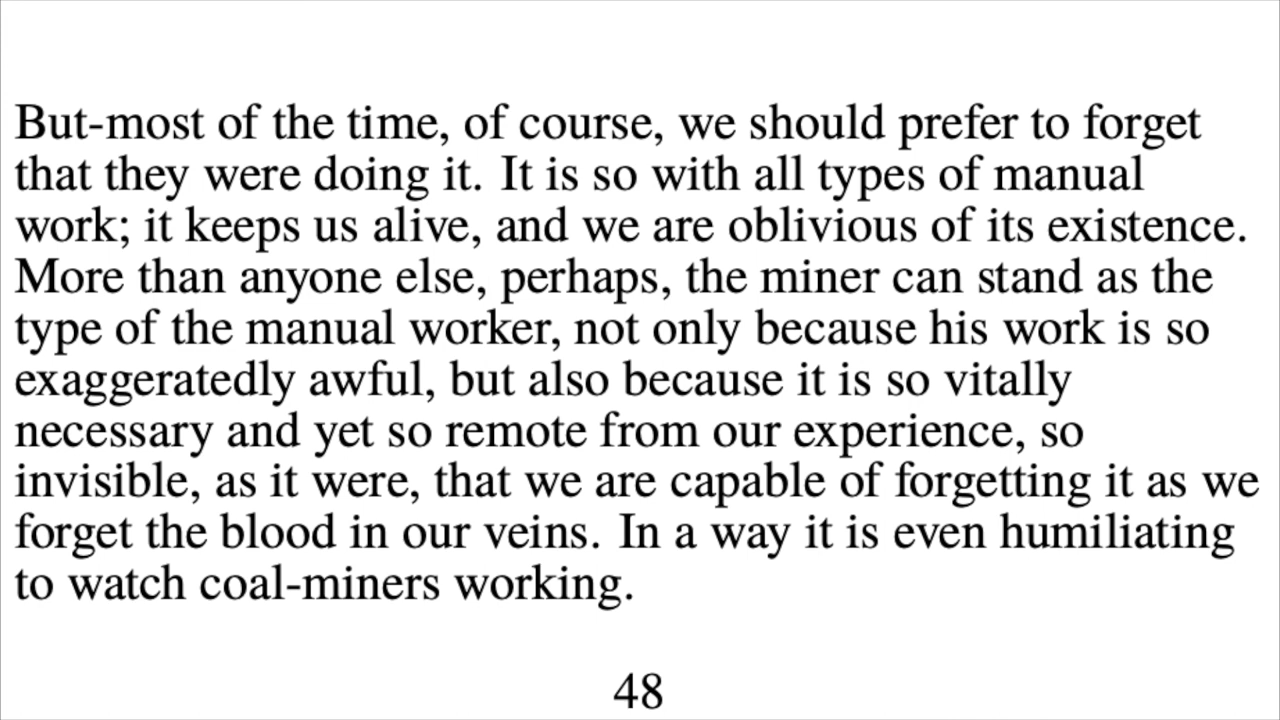 But-most of the time, of course, we should prefer to forget
that they were doing it. It is so with all types of manual
work; it keeps us alive, and we are oblivious of its existence.
More than anyone else, perhaps, the miner can stand as the
type of the manual worker, not only because his work is so
exaggeratedly awful, but also because it is so vitally
necessary and yet so remote from our experience, so
invisible, as it were, that we are capable of forgetting it as we
forget the blood in our veins. In a way it is even humiliating
to watch coal-miners working.
48